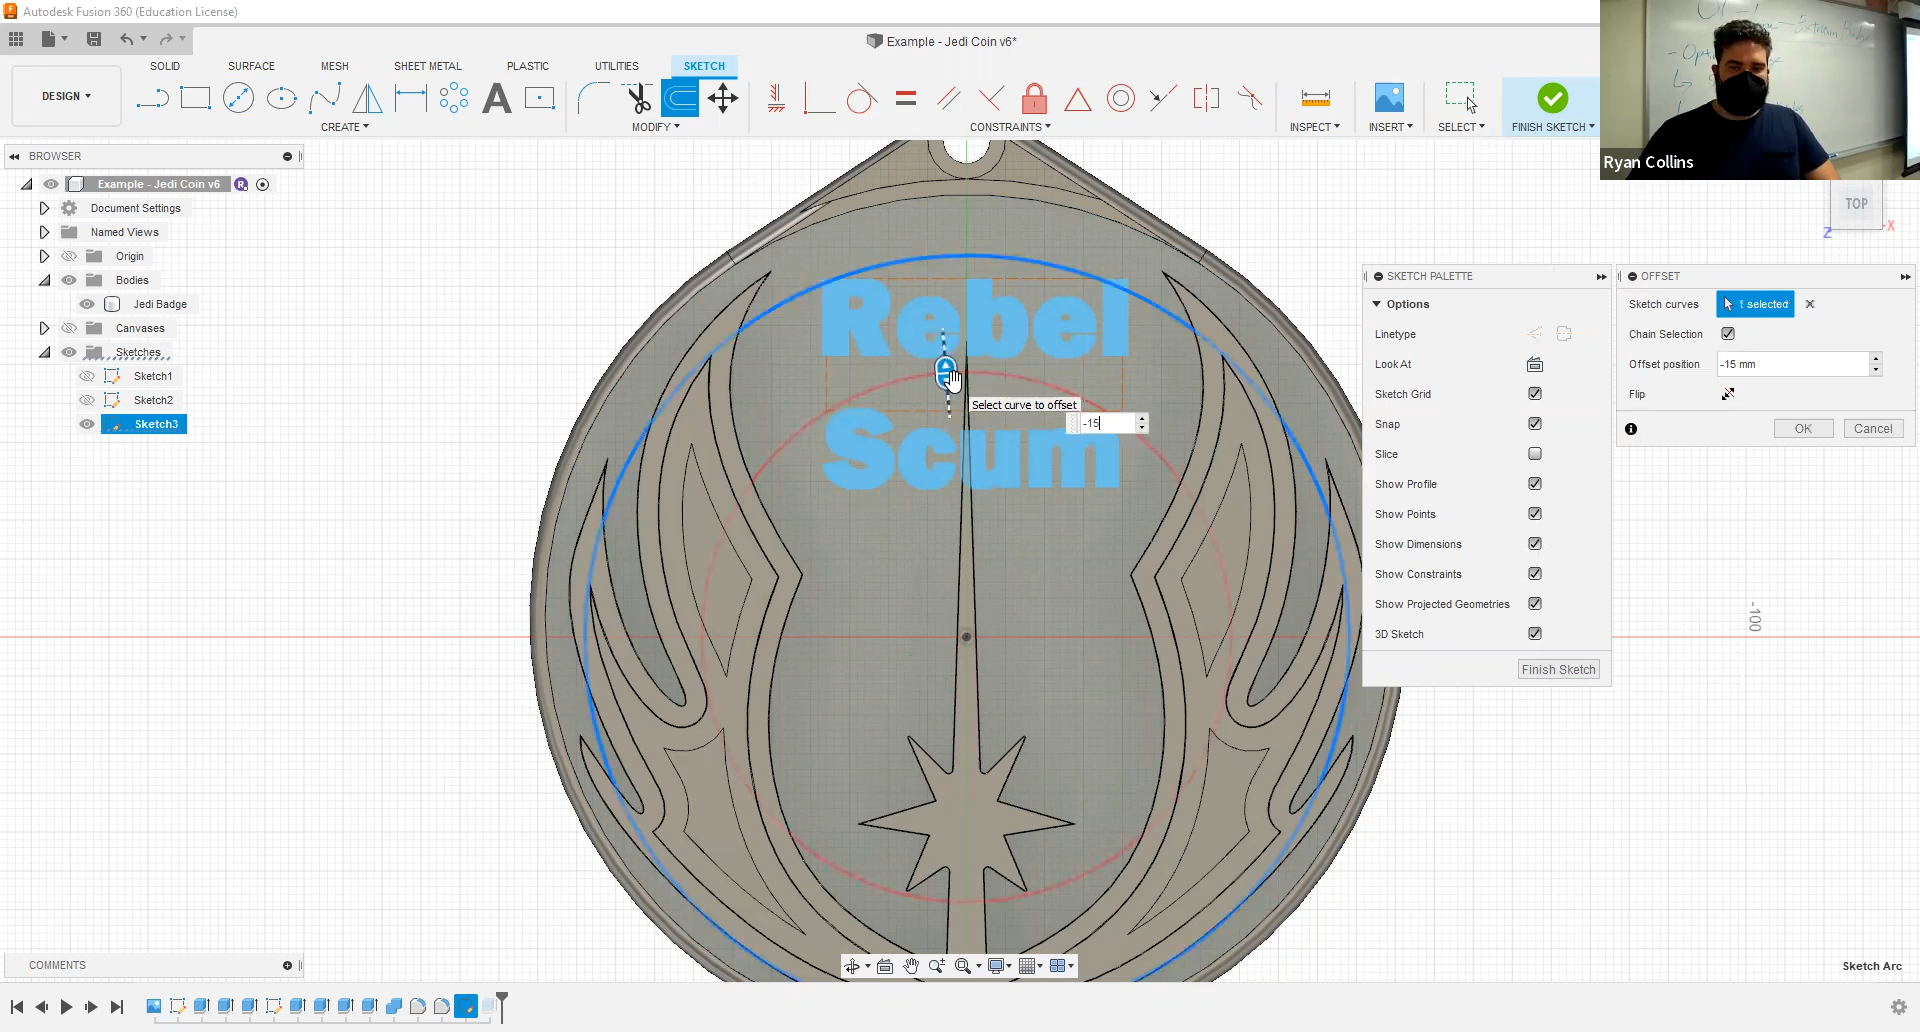 Autodesk Fusion 360 (Education License)
Example - Jedi Coin v6*
SOLID SURFACE MESH SHEET METAL PLASTIC UTILITIES SKETCH
DESIGN
CREATE MODIFY CONSTRAINTS INSPECT INSERT SELECT FINISH SKETCH
Ryan Collins
BROWSER
Example - Jedi Coin v6
Document Settings
Named Views
Origin
Bodies
Jedi Badge
Canvases
Sketches
Sketch1
Sketch2
Sketch3
Rebel
Scum
Select curve to offset
-15
TOP
X
Z
SKETCH PALETTE
Options
Linetype
Look At
Sketch Grid
Snap
Slice
Show Profile
Show Points
Show Dimensions
Show Constraints
Show Projected Geometries
3D Sketch
Finish Sketch
OFFSET
Sketch curves 1 selected
Chain Selection
Offset position -15 mm
Flip
OK Cancel
-100
COMMENTS
Sketch Arc